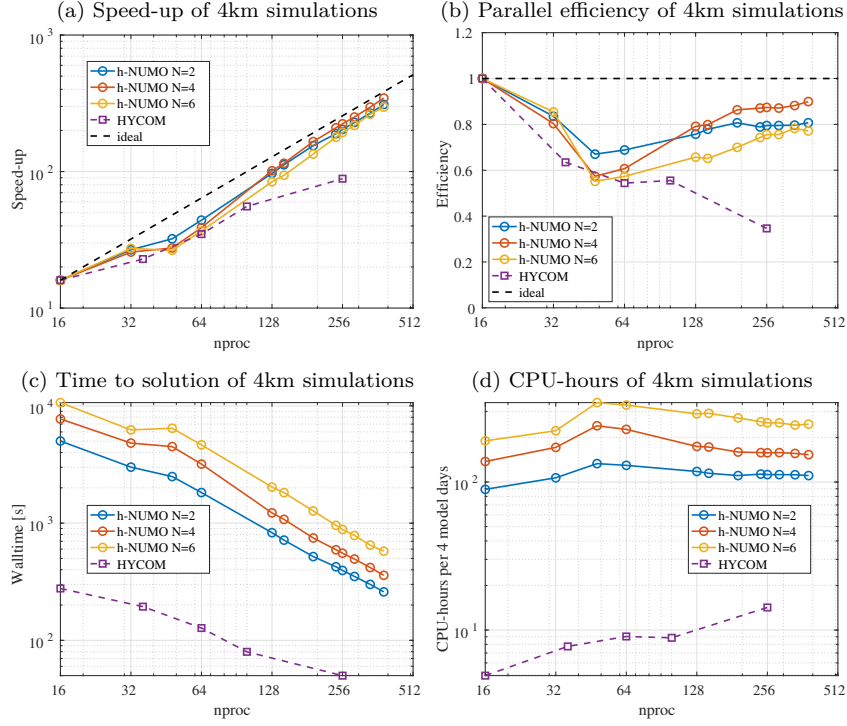 (a) Speed-up of 4km simulations
10^3
10^2
10^1
Speed-up
h-NUMO N=2
h-NUMO N=4
h-NUMO N=6
HYCOM
ideal
16 32 64 128 256 512
nproc
(b) Parallel efficiency of 4km simulations
1.2
1
0.8
0.6
0.4
0.2
0
Efficiency
h-NUMO N=2
h-NUMO N=4
h-NUMO N=6
HYCOM
ideal
16 32 64 128 256 512
nproc
(c) Time to solution of 4km simulations
10^4
10^3
10^2
Walltime [s]
h-NUMO N=2
h-NUMO N=4
h-NUMO N=6
HYCOM
16 32 64 128 256 512
nproc
(d) CPU-hours of 4km simulations
10^2
10^1
CPU-hours per 4 model days
h-NUMO N=2
h-NUMO N=4
h-NUMO N=6
HYCOM
16 32 64 128 256 512
nproc